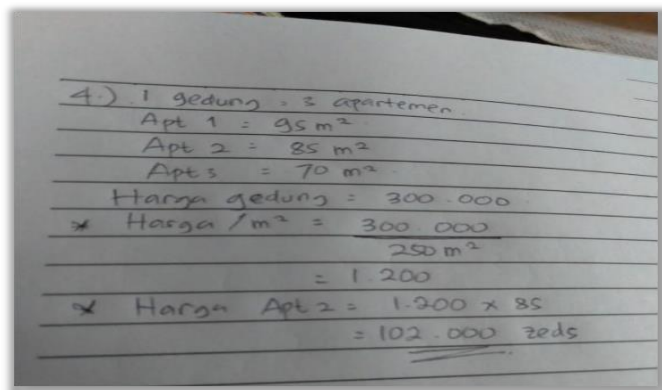 4.) 1 gedung = 3 apartemen.
Apt 1 = 95 m²
Apt 2 = 85 m²
Apt 3 = 70 m²
Harga gedung = 300.000
* Harga / m² = 300.000
250 m²
= 1.200
* Harga Apt 2 = 1.200 x 85
= 102.000 zeds